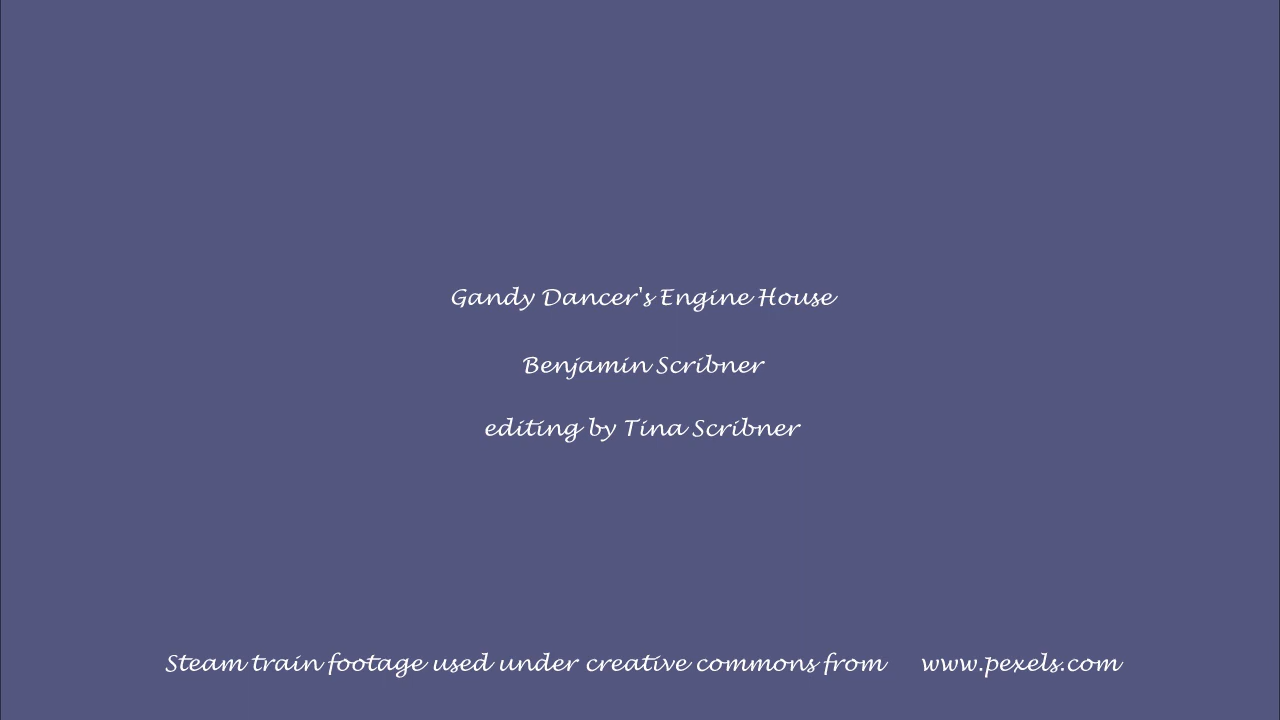 Gandy Dancer's Engine House
Benjamin Scribner
editing by Tina Scribner
Steam train footage used under creative commons from www.pexels.com